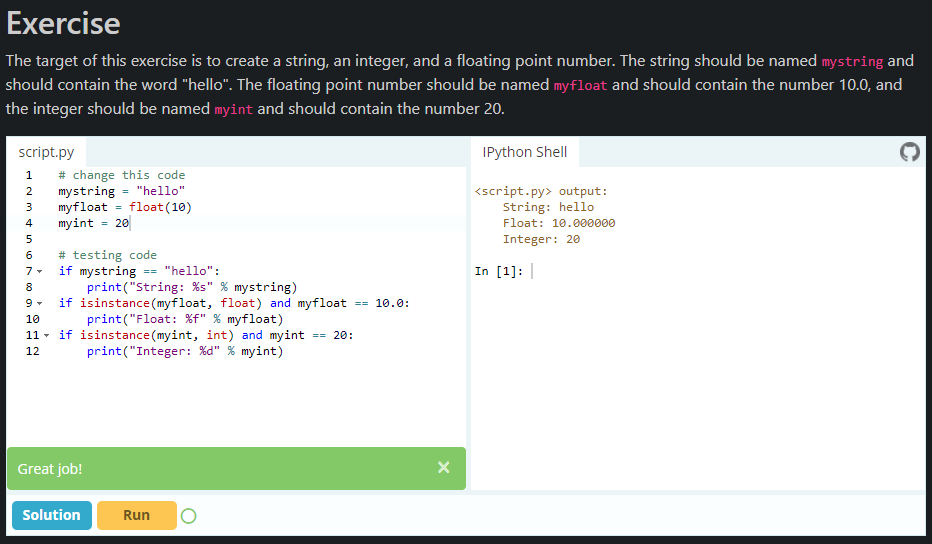 Exercise
The target of this exercise is to create a string, an integer, and a floating point number. The string should be named mystring and
should contain the word "hello". The floating point number should be named myfloat and should contain the number 10.0, and
the integer should be named myint and should contain the number 20.
script.py
1 # change this code
2 mystring = "hello"
3 myfloat = float(10)
4 myint = 20
5
6 # testing code
7 if mystring == "hello":
8     print("String: %s" % mystring)
9 if isinstance(myfloat, float) and myfloat == 10.0:
10     print("Float: %f" % myfloat)
11 if isinstance(myint, int) and myint == 20:
12     print("Integer: %d" % myint)
Great job!
×
Solution
Run
IPython Shell
<script.py> output:
    String: hello
    Float: 10.000000
    Integer: 20
In [1]: